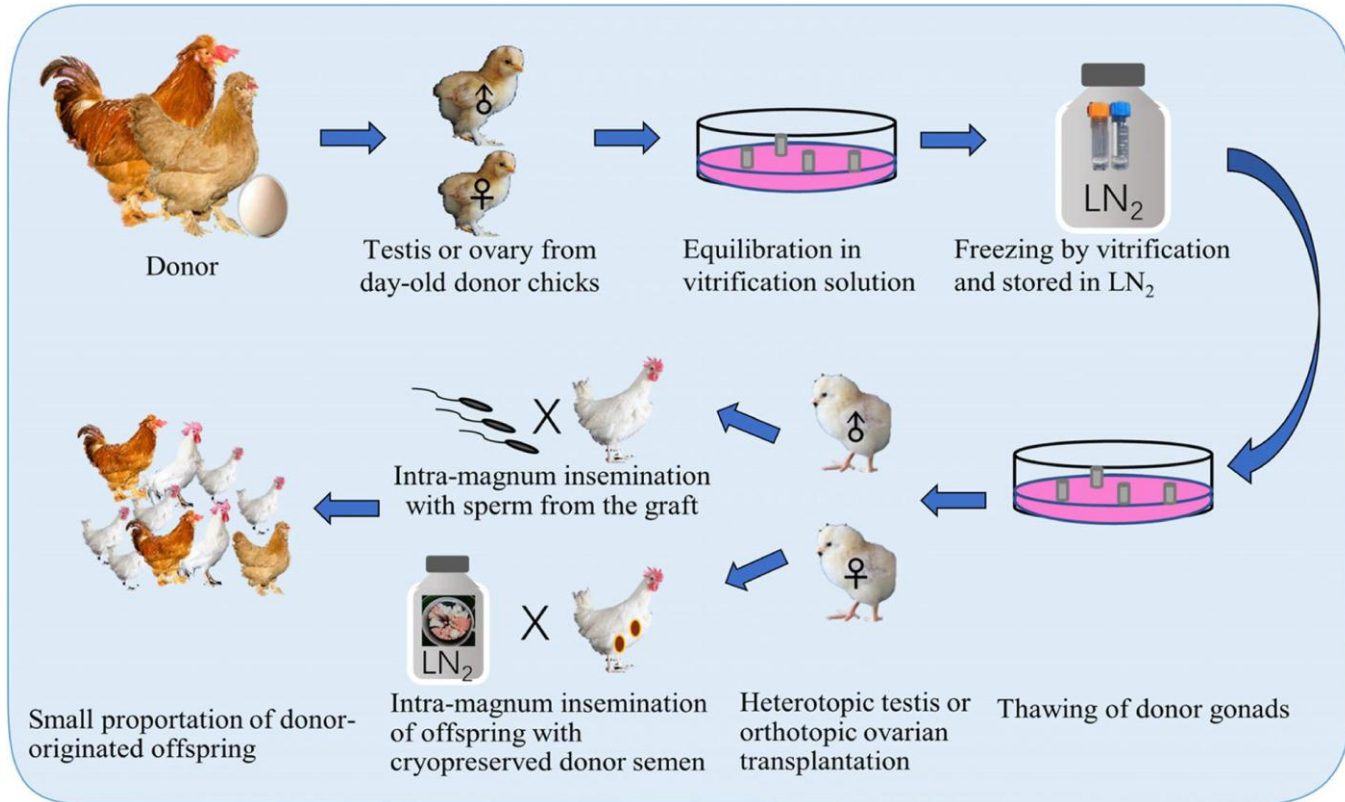 LN₂
Donor
Testis or ovary from
day-old donor chicks
Equilibration in
vitrification solution
Freezing by vitrification
and stored in LN₂
♂
♀
X
Intra-magnum insemination
with sperm from the graft
♂
LN₂
X
♀
Small proportation of donor-
originated offspring
Intra-magnum insemination
of offspring with
cryopreserved donor semen
Heterotopic testis or
orthotopic ovarian
transplantation
Thawing of donor gonads